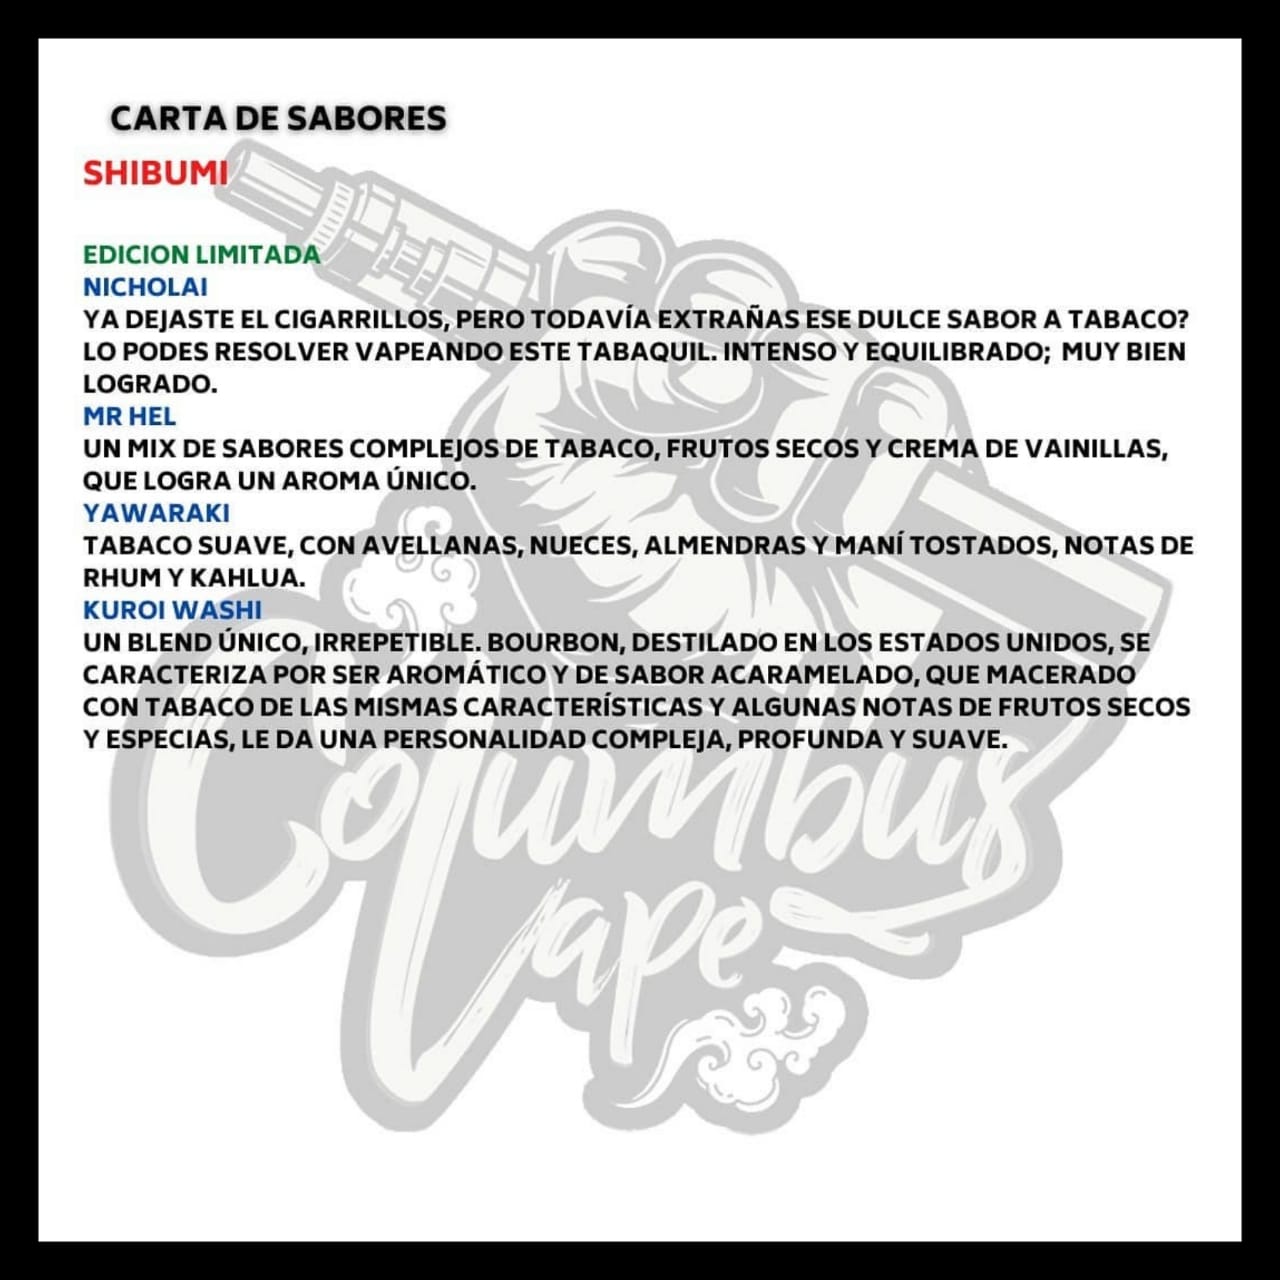 CARTA DE SABORES
SHIBUMI
EDICION LIMITADA
NICHOLAI
YA DEJASTE EL CIGARRILLOS, PERO TODAVÍA EXTRAÑAS ESE DULCE SABOR A TABACO?
LO PODES RESOLVER VAPEANDO ESTE TABAQUIL. INTENSO Y EQUILIBRADO; MUY BIEN
LOGRADO.
MR HEL
UN MIX DE SABORES COMPLEJOS DE TABACO, FRUTOS SECOS Y CREMA DE VAINILLAS,
QUE LOGRA UN AROMA ÚNICO.
YAWARAKI
TABACO SUAVE, CON AVELLANAS, NUECES, ALMENDRAS Y MANÍ TOSTADOS, NOTAS DE
RHUM Y KAHLUA.
KUROI WASHI
UN BLEND ÚNICO, IRREPETIBLE. BOURBON, DESTILADO EN LOS ESTADOS UNIDOS, SE
CARACTERIZA POR SER AROMÁTICO Y DE SABOR ACARAMELADO, QUE MACERADO
CON TABACO DE LAS MISMAS CARACTERÍSTICAS Y ALGUNAS NOTAS DE FRUTOS SECOS
Y ESPECIAS, LE DA UNA PERSONALIDAD COMPLEJA, PROFUNDA Y SUAVE.
Columbus
Vape